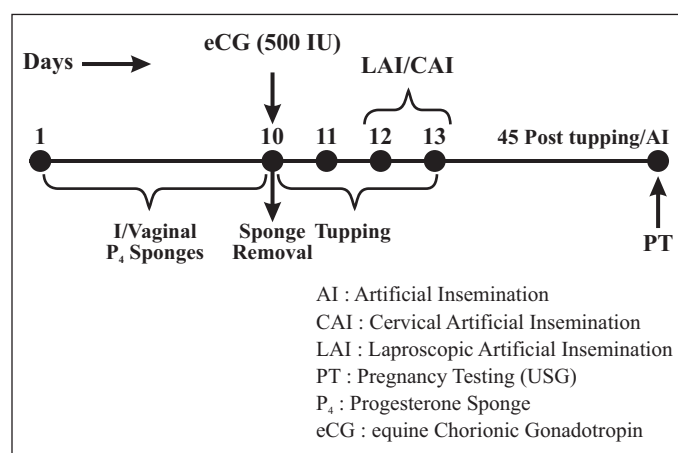 eCG (500 IU)
Days
LAI/CAI
1
10
11
12
13
45 Post tupping/AI
I/Vaginal
P₄ Sponges
Sponge
Removal
Tupping
PT
AI : Artificial Insemination
CAI : Cervical Artificial Insemination
LAI : Laproscopic Artificial Insemination
PT : Pregnancy Testing (USG)
P₄ : Progesterone Sponge
eCG : equine Chorionic Gonadotropin